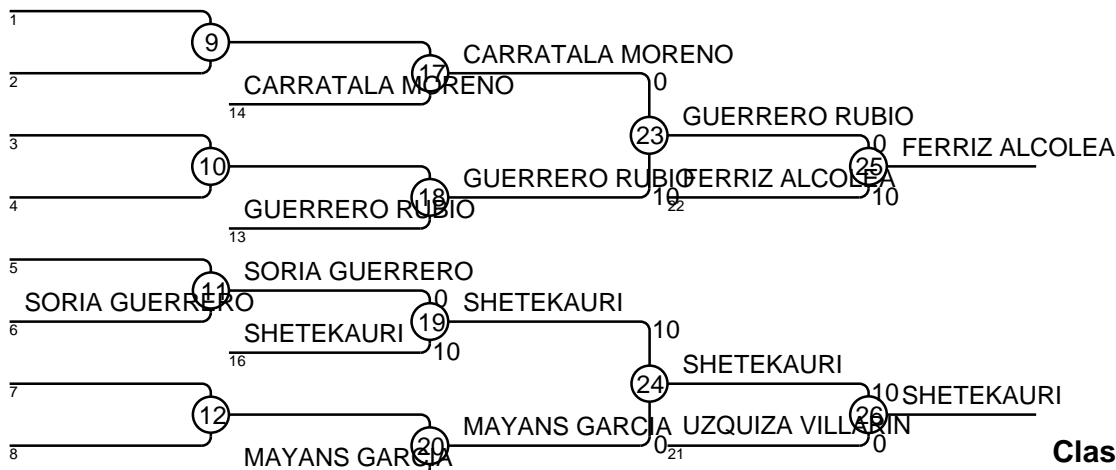 1
9
2
CARRATALA MORENO
17
CARRATALA MORENO
14
0
3
GUERRERO RUBIO
23
0
10
25
FERRIZ ALCOLEA
4
18
GUERRERO RUBIO
10
FERRIZ ALCOLEA
22
10
GUERRERO RUBIO
13
5
11
SORIA GUERRERO
0
SORIA GUERRERO
6
19
SHETEKAURI
10
SHETEKAURI
16
10
7
24
SHETEKAURI
10
12
26
SHETEKAURI
8
20
MAYANS GARCIA
0
UZQUIZA VILLARIN
21
0
MAYANS GARCIA
Clas